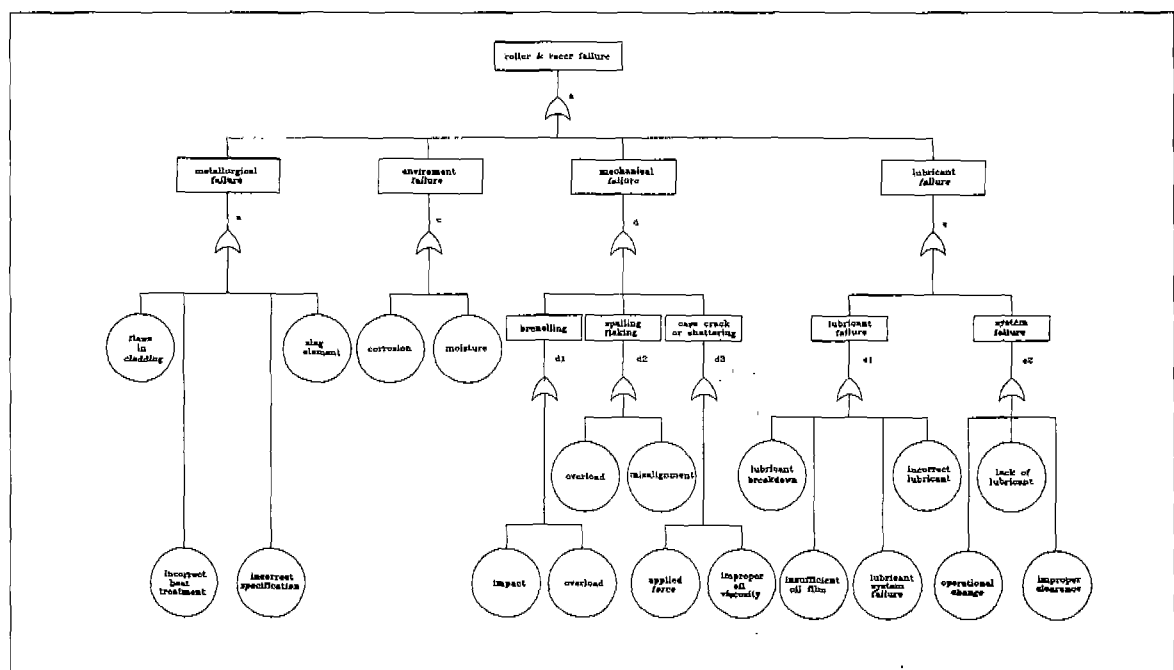 roller & racer failure
metallurgical
failure
enviroment
failure
mechanical
failure
lubricant
failure
c
d
flaws
in
cladding
slag
element
corrosion
moisture
brenelling
spalling
flaking
case crack
or shattering
lubricant
failure
system
failure
d1
d2
d3
e1
e2
overload
misalignment
lubricant
breakdown
incorrect
lubricant
lack of
lubricant
incorrect
heat
treatment
incorrect
specification
impact
overload
applied
force
improper
oil
viscosity
insufficient
oil film
lubricant
system
failure
operational
change
improper
clearance